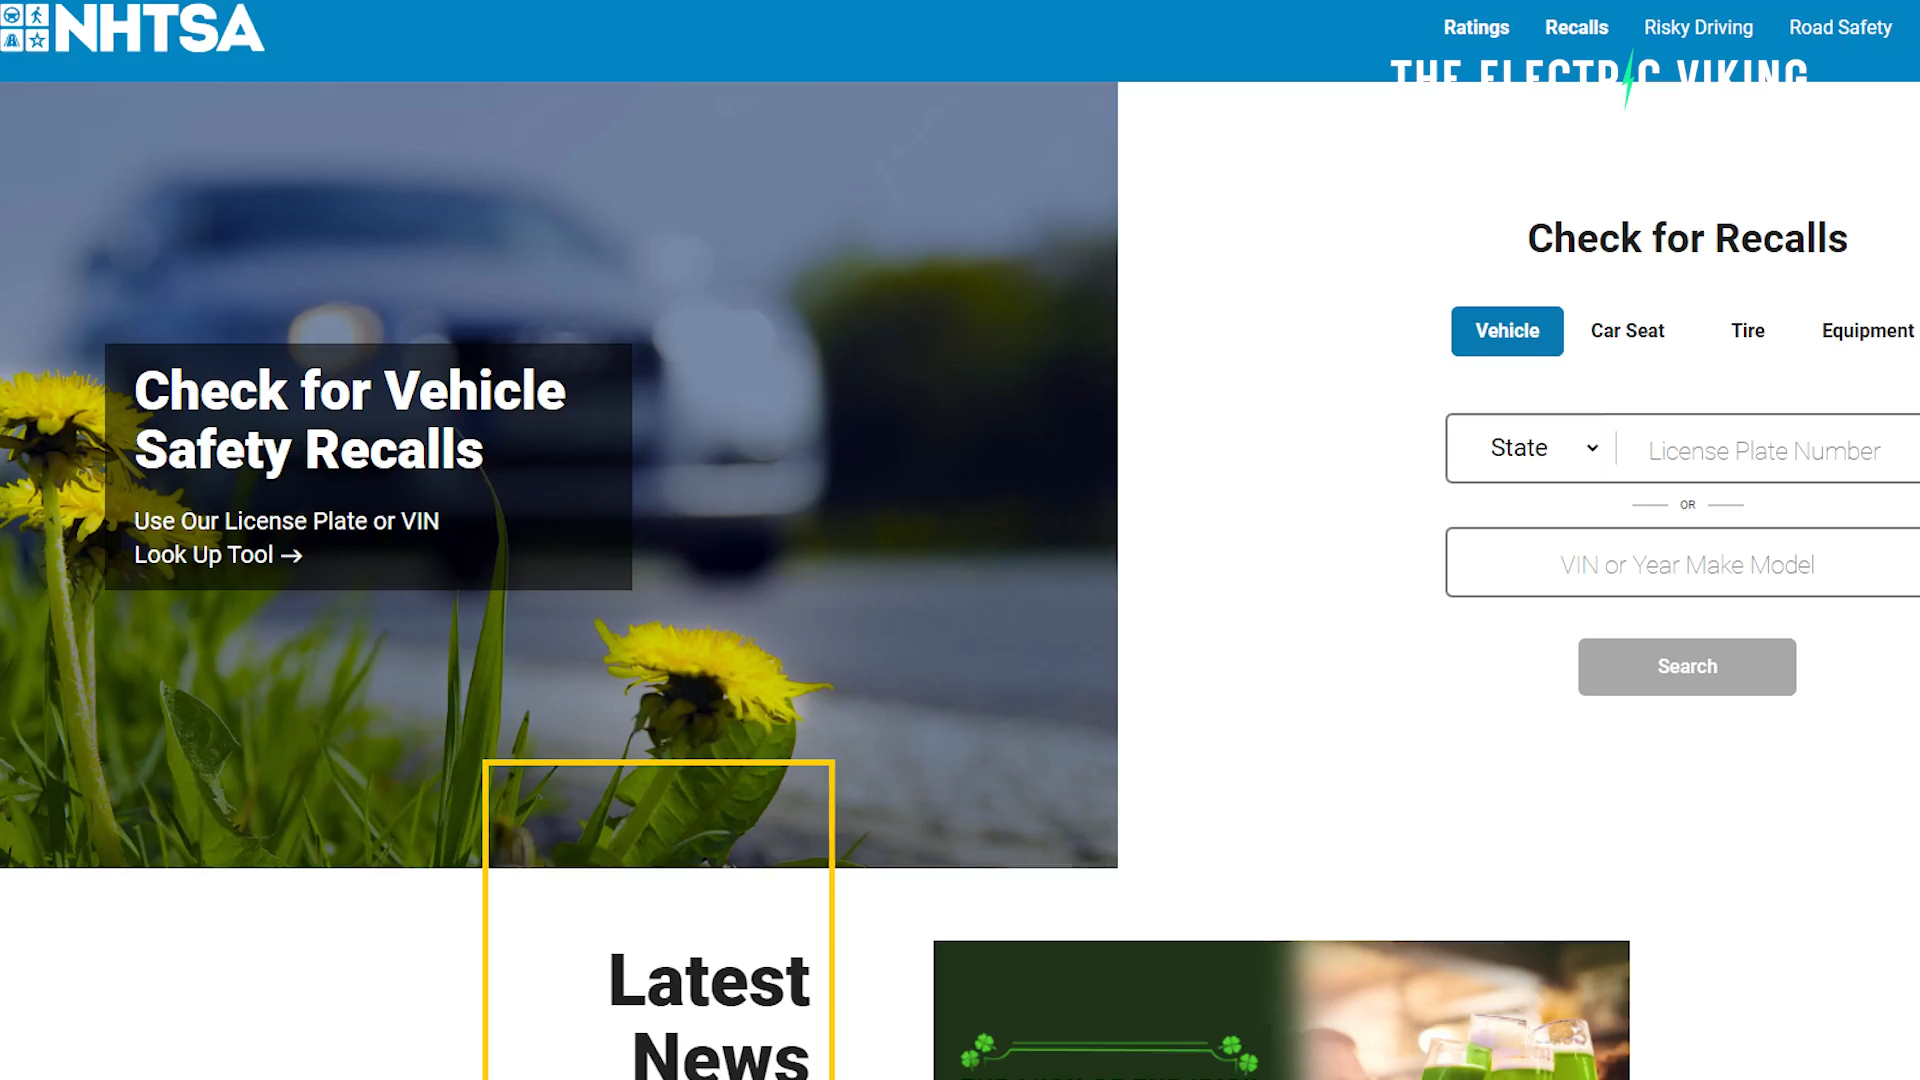 NHTSA
Ratings Recalls Risky Driving Road Safety
THE ELECTRIC VIKING
Check for Vehicle
Safety Recalls
Use Our License Plate or VIN
Look Up Tool →
Check for Recalls
Vehicle Car Seat Tire Equipment
State License Plate Number
OR
VIN or Year Make Model
Search
Latest
News